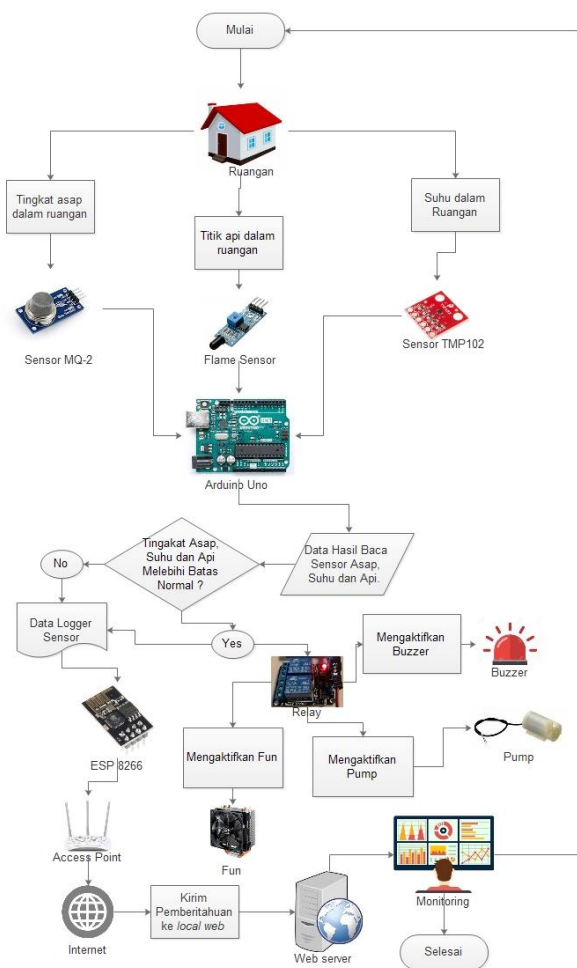 Mulai
Ruangan
Tingkat asap
dalam ruangan
Titik api dalam
ruangan
Suhu dalam
Ruangan
Sensor MQ-2
Flame Sensor
Sensor TMP102
Arduino Uno
Tingakat Asap,
Suhu dan Api
Melebihi Batas
Normal ?
Data Hasil Baca
Sensor Asap,
Suhu dan Api.
No
Yes
Data Logger
Sensor
Mengaktifkan
Buzzer
Buzzer
Relay
Mengaktifkan Fun
Mengaktifkan
Pump
Pump
ESP 8266
Fun
Access Point
Internet
Kirim
Pemberitahuan
ke local web
Web server
Monitoring
Selesai